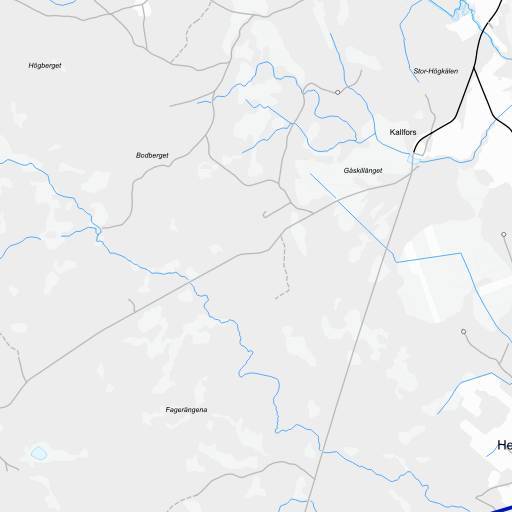 Högberget
Stor-Högkälen
Kallfors
Bodberget
Gåskillänget
Fagerängena
He